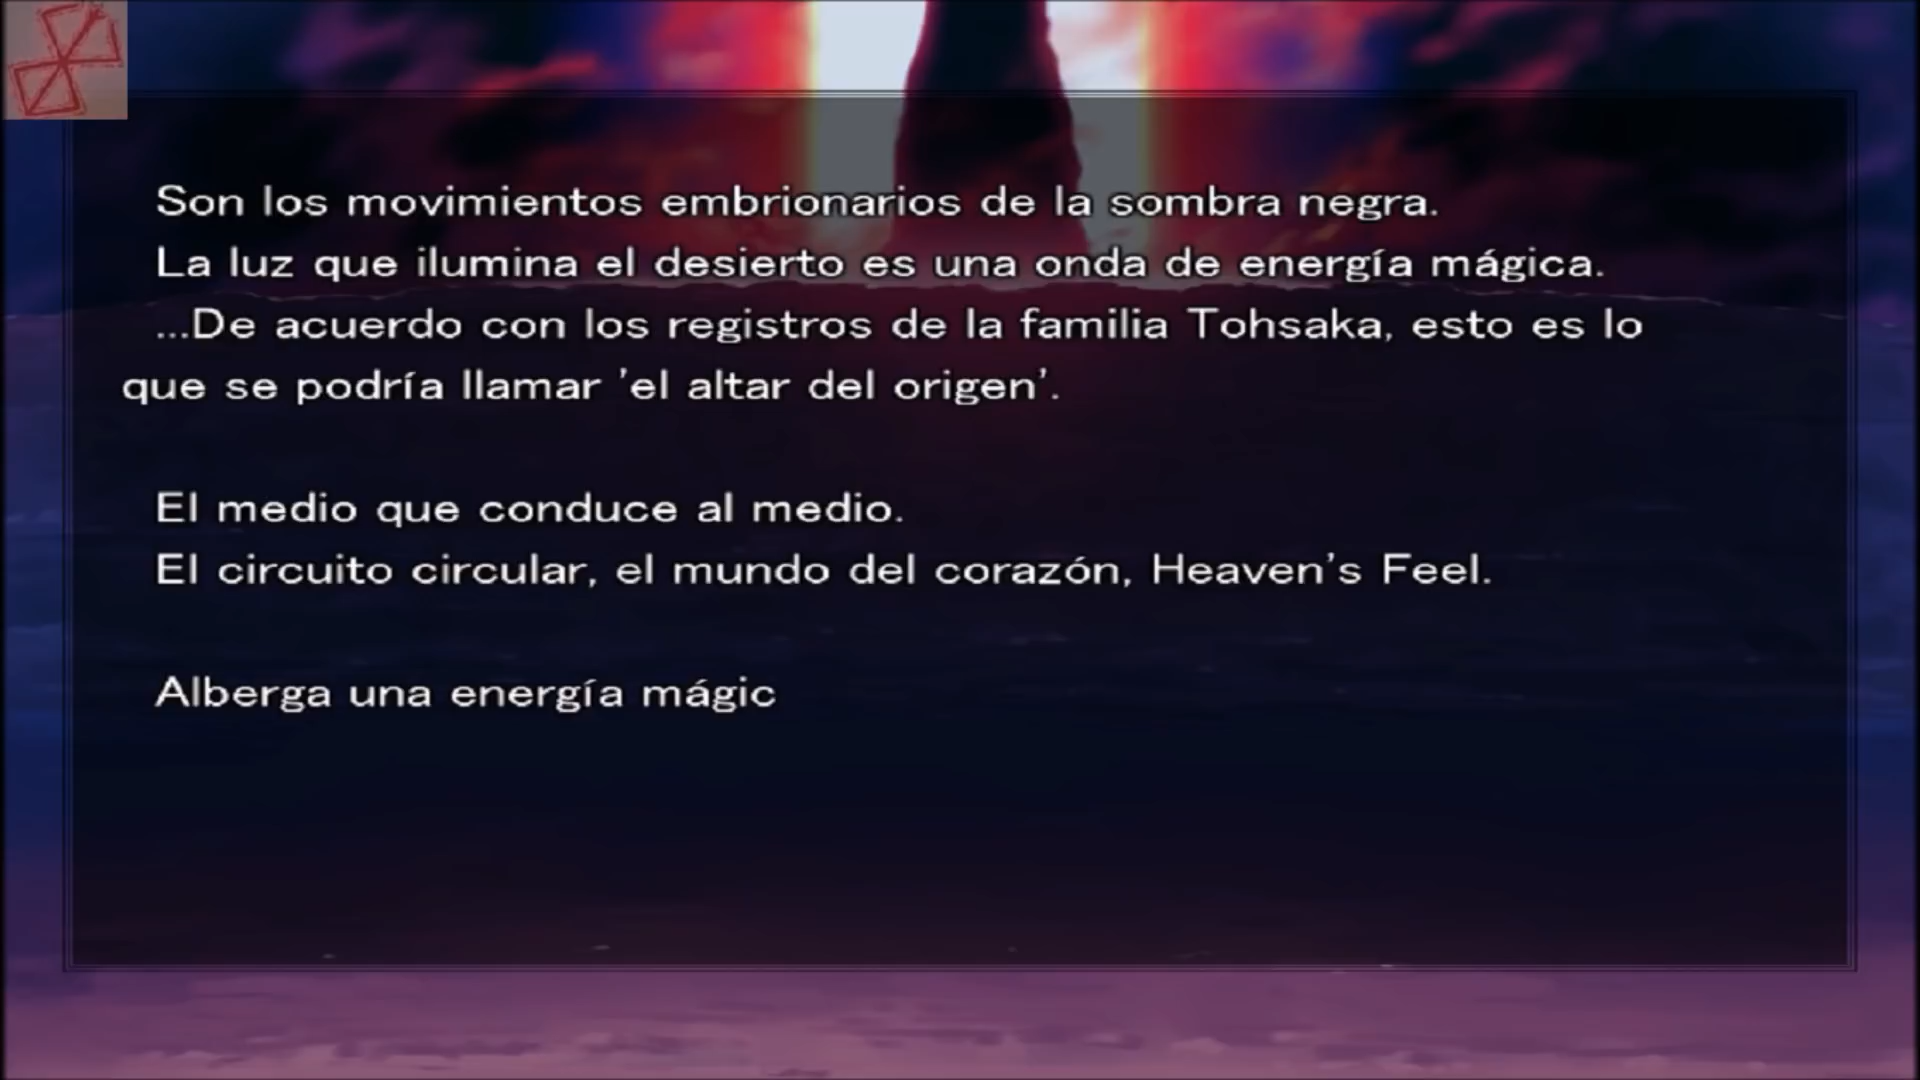 Son los movimientos embrionarios de la sombra negra.
La luz que ilumina el desierto es una onda de energía mágica.
...De acuerdo con los registros de la familia Tohsaka, esto es lo
que se podría llamar 'el altar del origen'.
El medio que conduce al medio.
El circuito circular, el mundo del corazón, Heaven's Feel.
Alberga una energía mágic